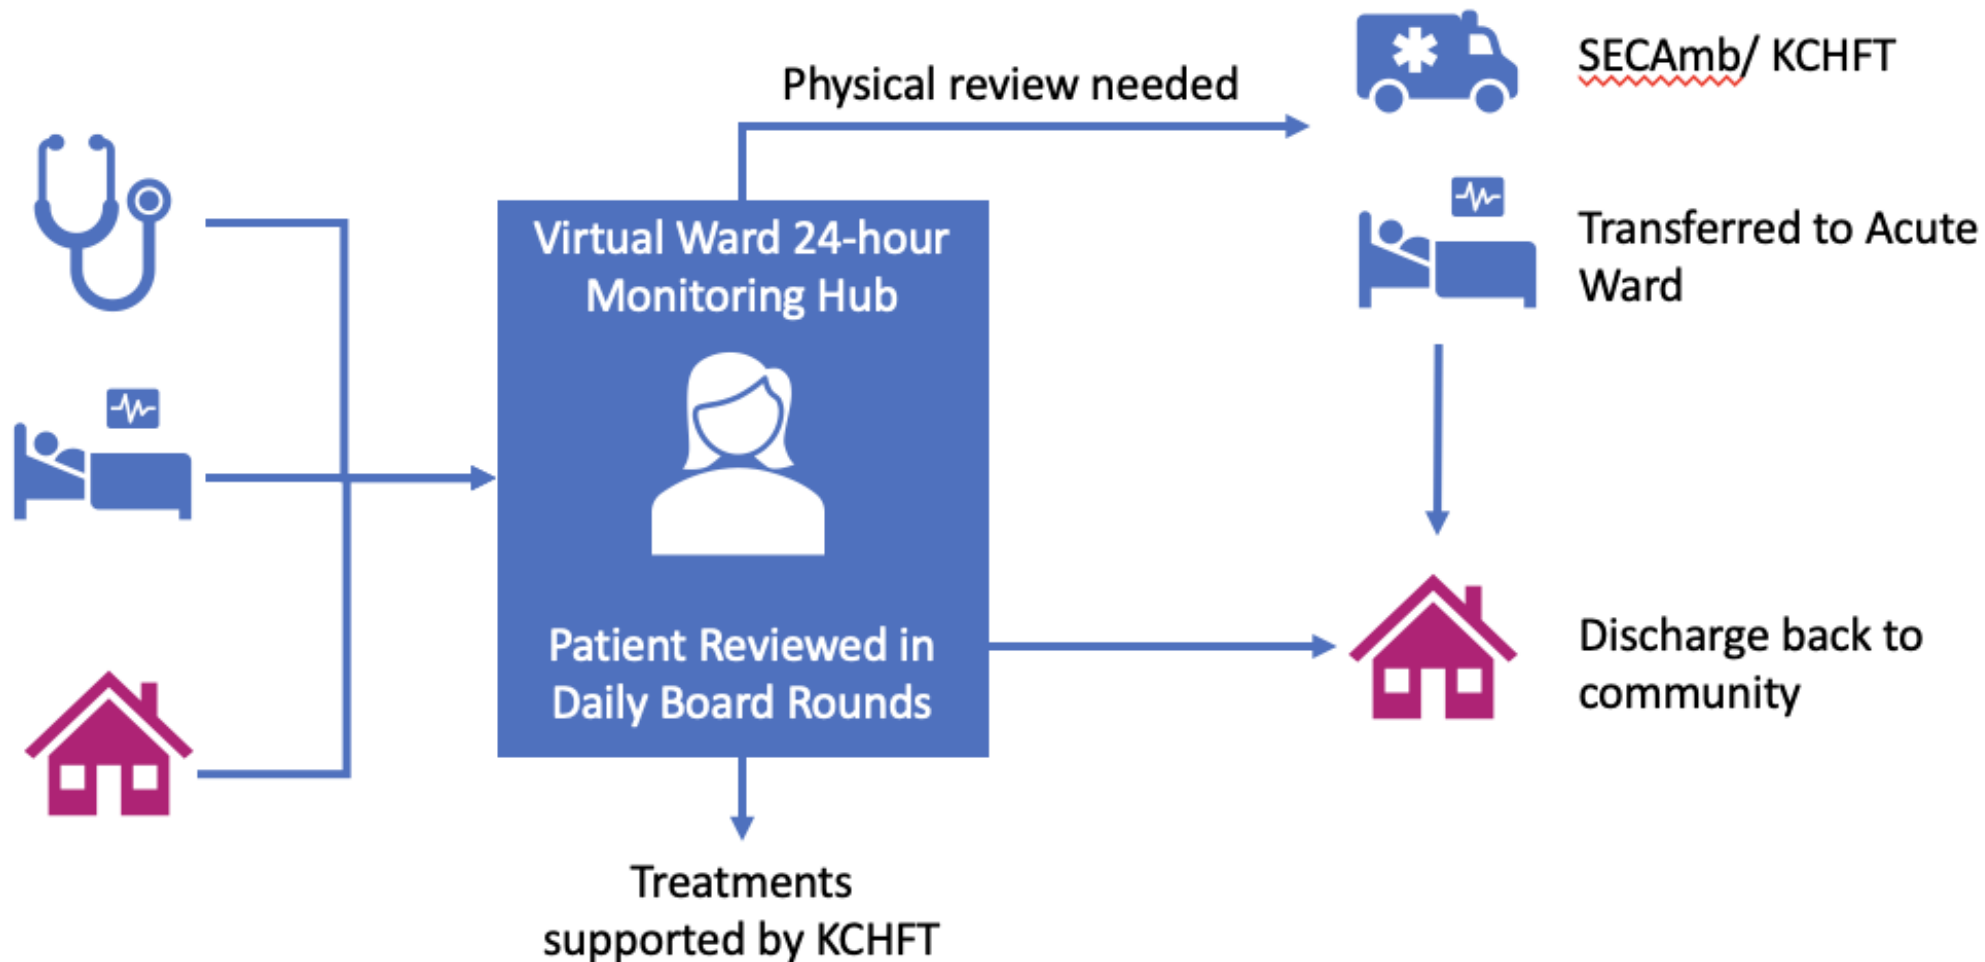 Physical review needed
SECAmb/ KCHFT
Virtual Ward 24-hour
Monitoring Hub
Transferred to Acute
Ward
Patient Reviewed in
Daily Board Rounds
Discharge back to
community
Treatments
supported by KCHFT